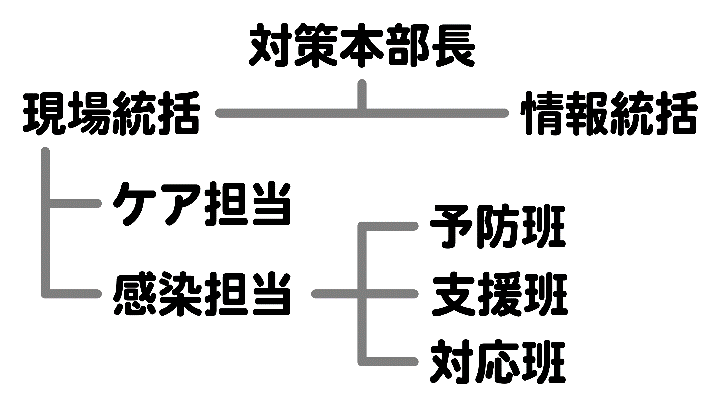 対策本部長
現場統括
情報統括
ケア担当
感染担当
予防班
支援班
対応班